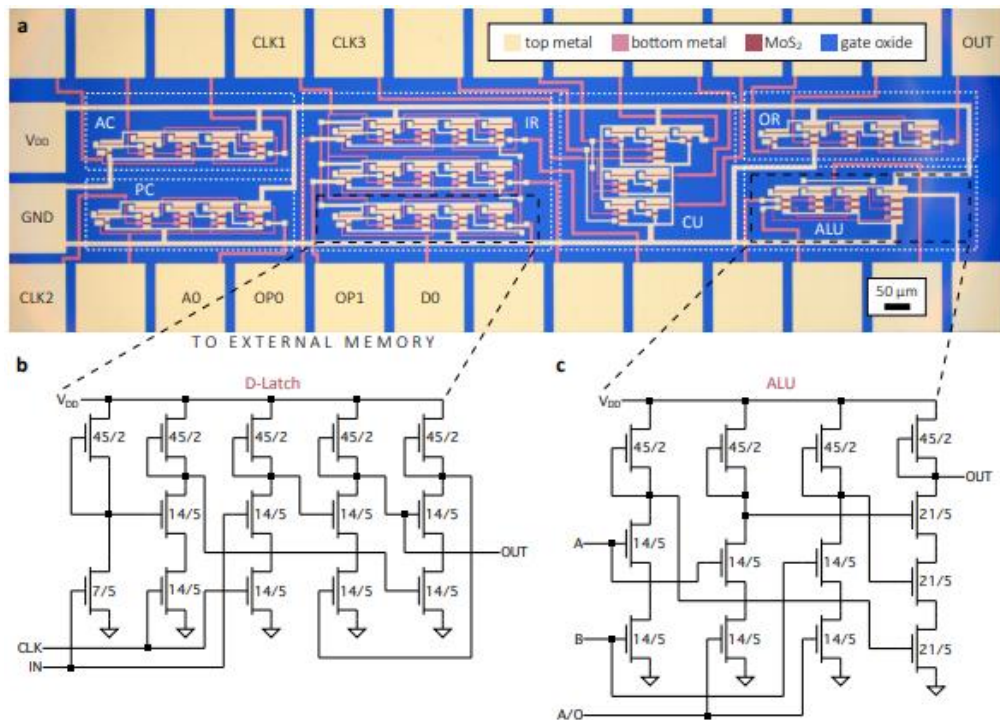 a
CLK1 CLK3
top metal bottom metal MoS₂ gate oxide
OUT
AC IR OR
VDD
PC
GND
CU ALU
CLK2 A0 OP0 OP1 D0
50 µm
TO EXTERNAL MEMORY
b
D-Latch
VDD
45/2 45/2 45/2 45/2 45/2
14/5 14/5 14/5 14/5
OUT
7/5 14/5 14/5 14/5 14/5
CLK
IN
c
ALU
VDD
45/2 45/2 45/2 45/2
OUT
21/5
A 14/5 14/5 14/5
21/5
B 14/5 14/5 14/5 21/5
A/O